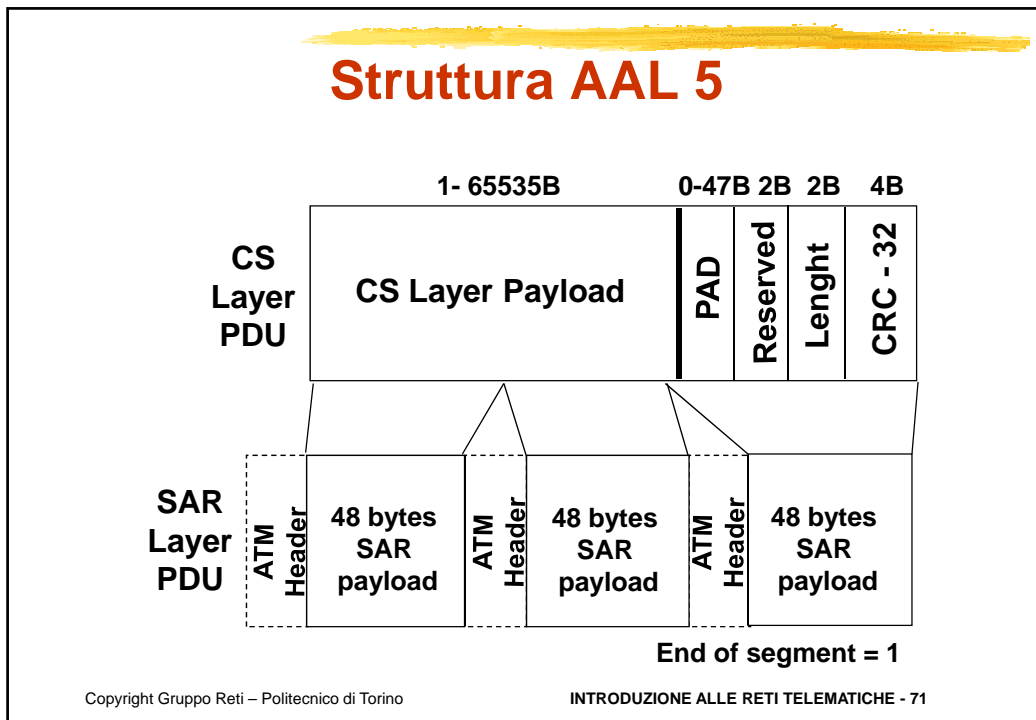 Struttura AAL 5
1- 65535B
0-47B 2B 2B 4B
CS
Layer
PDU
CS Layer Payload
PAD
Reserved
Lenght
CRC - 32
SAR
Layer
PDU
ATM
Header
48 bytes
SAR
payload
ATM
Header
48 bytes
SAR
payload
ATM
Header
48 bytes
SAR
payload
End of segment = 1
Copyright Gruppo Reti – Politecnico di Torino
INTRODUZIONE ALLE RETI TELEMATICHE - 71